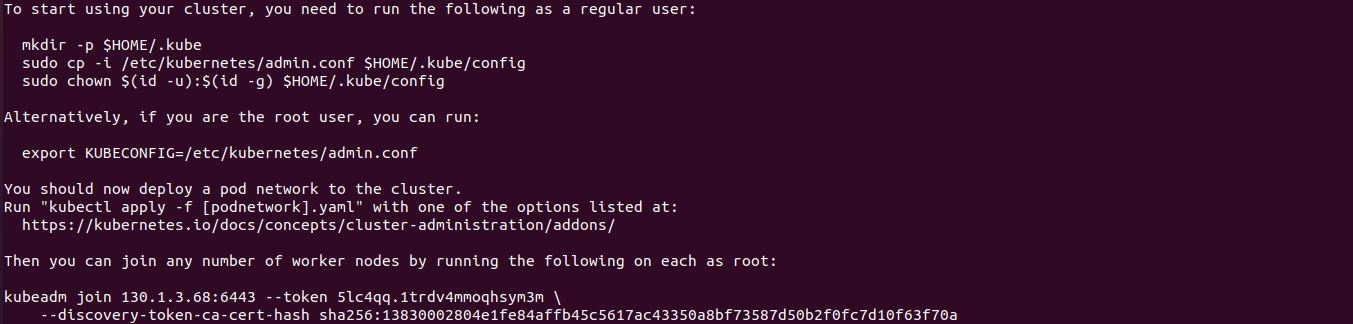 To start using your cluster, you need to run the following as a regular user:
mkdir -p $HOME/.kube
sudo cp -i /etc/kubernetes/admin.conf $HOME/.kube/config
sudo chown $(id -u):$(id -g) $HOME/.kube/config
Alternatively, if you are the root user, you can run:
export KUBECONFIG=/etc/kubernetes/admin.conf
You should now deploy a pod network to the cluster.
Run "kubectl apply -f [podnetwork].yaml" with one of the options listed at:
https://kubernetes.io/docs/concepts/cluster-administration/addons/
Then you can join any number of worker nodes by running the following on each as root:
kubeadm join 130.1.3.68:6443 --token 5lc4qq.1trdv4mmoqhsym3m \
--discovery-token-ca-cert-hash sha256:13830002804e1fe84affb45c5617ac43350a8bf73587d50b2f0fc7d10f63f70a